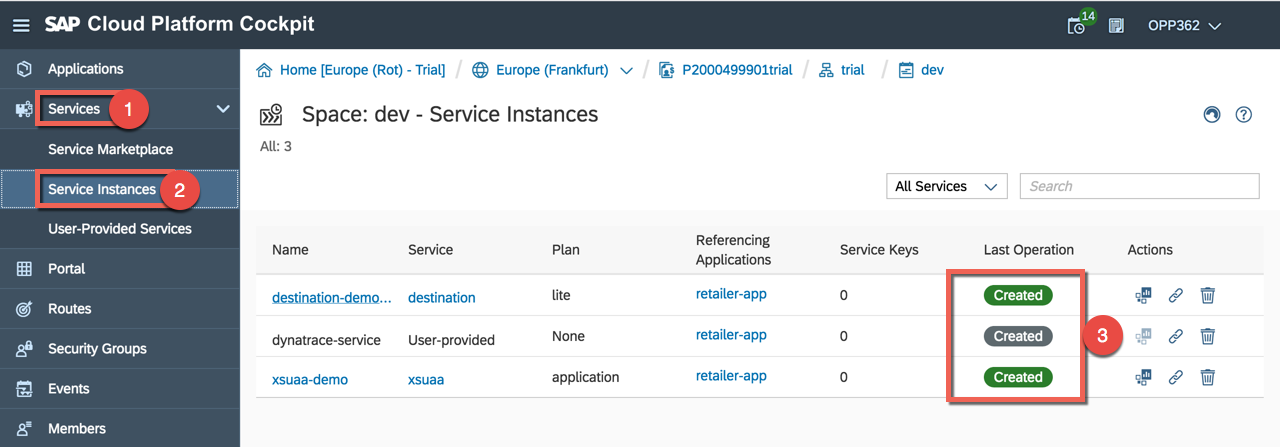 SAP Cloud Platform Cockpit
14
OPP362
Applications
Services
1
Service Marketplace
Service Instances
2
User-Provided Services
Portal
Routes
Security Groups
Events
Members
Home [Europe (Rot) - Trial] / Europe (Frankfurt) / P2000499901trial / trial / dev
Space: dev - Service Instances
?
All: 3
All Services
Search
Name Service Plan Referencing Applications Service Keys Last Operation Actions
destination-demo... destination lite retailer-app 0 Created
dynatrace-service User-provided None retailer-app 0 Created
3
xsuaa-demo xsuaa application retailer-app 0 Created